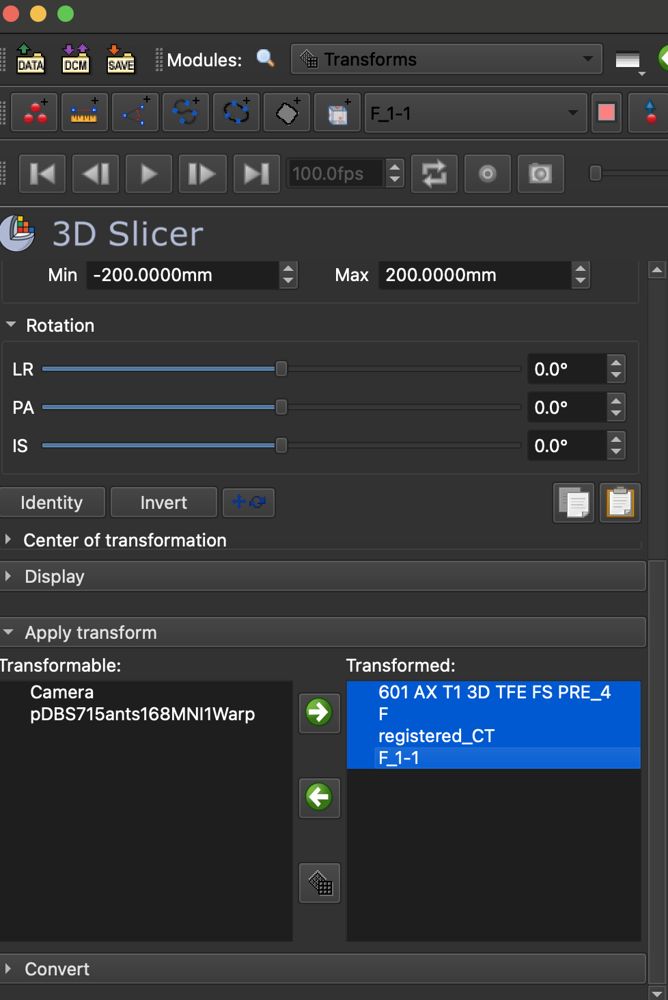 DATA DCM SAVE Modules: Transforms
F_1-1
100.0fps
3D Slicer
Min -200.0000mm Max 200.0000mm
Rotation
LR 0.0°
PA 0.0°
IS 0.0°
Identity Invert
Center of transformation
Display
Apply transform
Transformable: Transformed:
Camera 601 AX T1 3D TFE FS PRE_4
pDBS715ants168MNI1Warp F
registered_CT
F_1-1
Convert